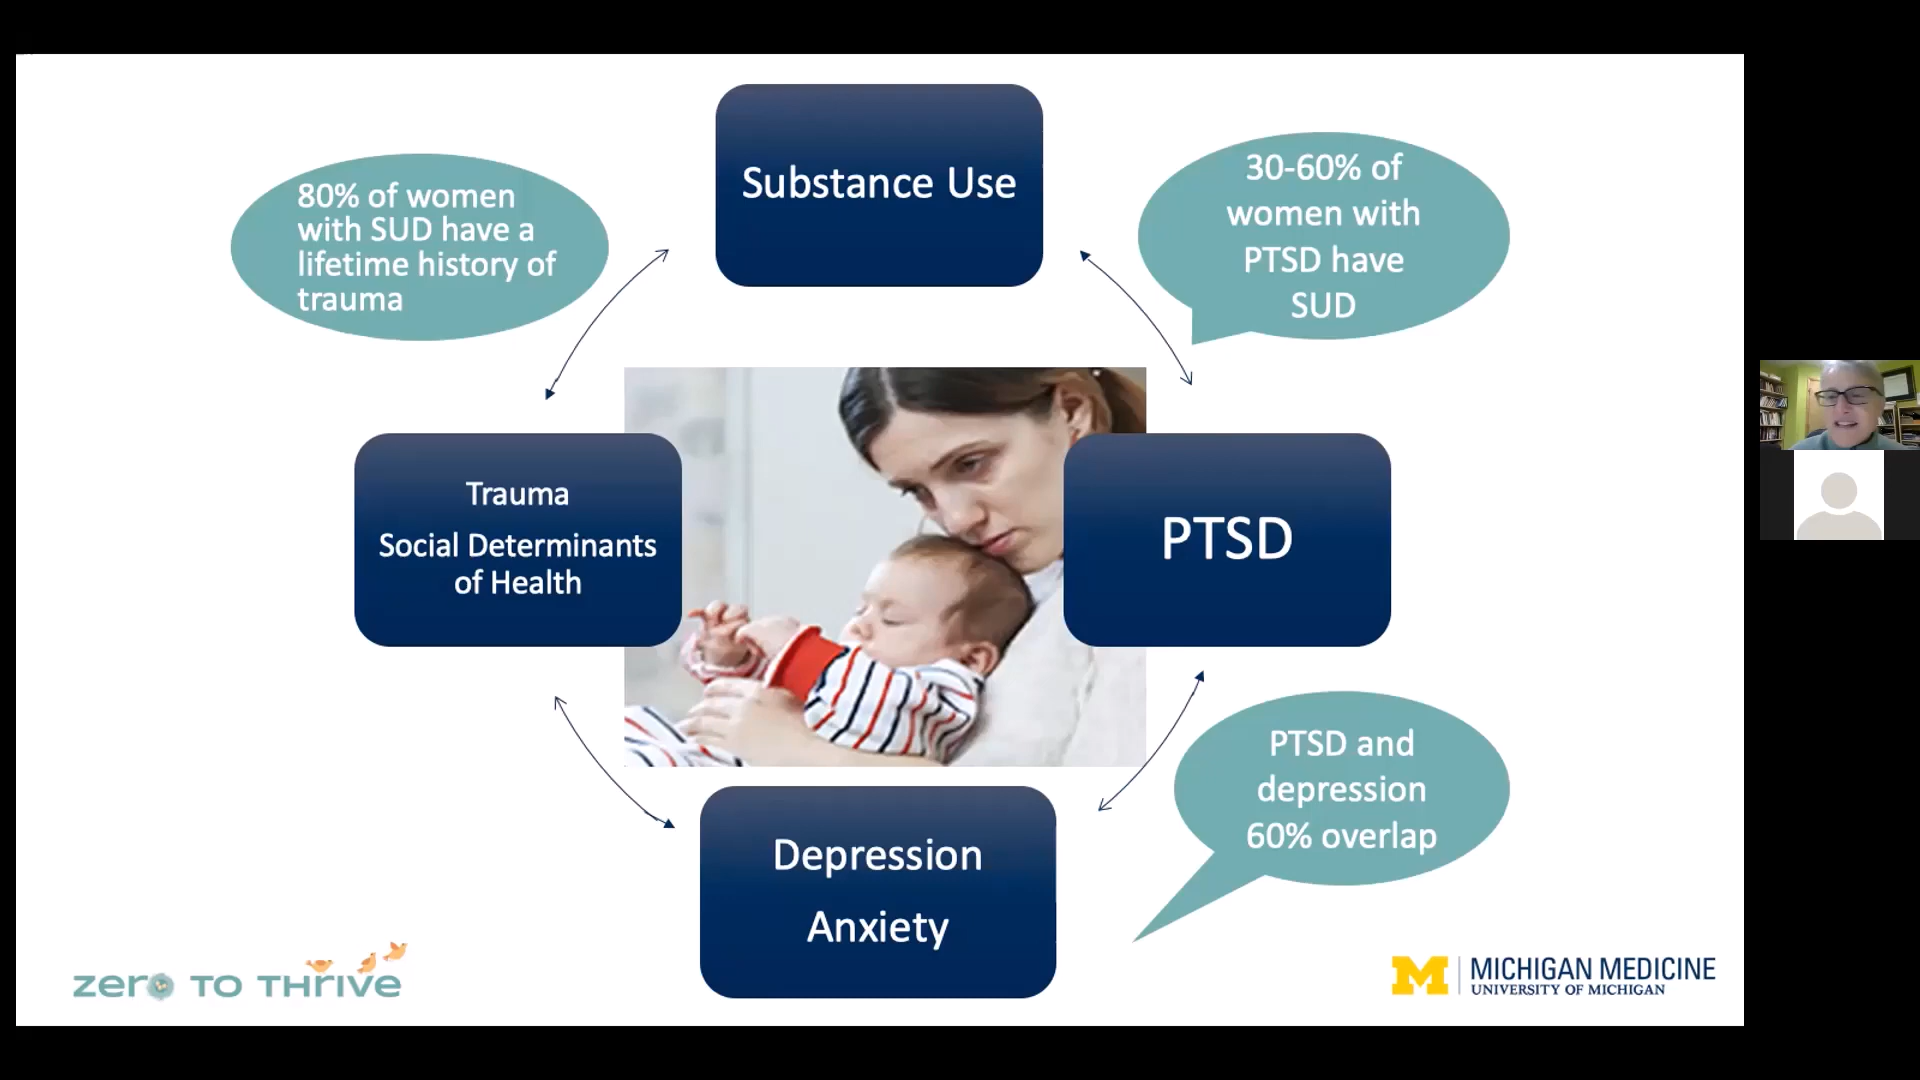 Substance Use
80% of women
with SUD have a
lifetime history of
trauma
30-60% of
women with
PTSD have
SUD
Trauma
Social Determinants
of Health
PTSD
PTSD and
depression
60% overlap
Depression
Anxiety
zero TO THRIVE
M MICHIGAN MEDICINE
UNIVERSITY OF MICHIGAN